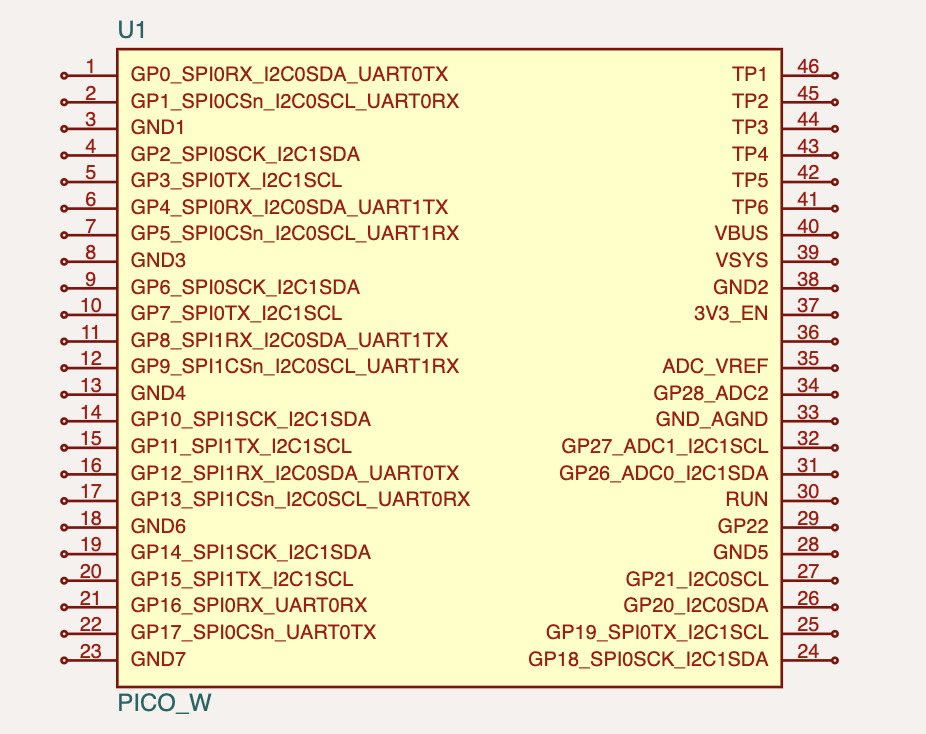 U1
1 GP0_SPI0RX_I2C0SDA_UART0TX TP1 46
2 GP1_SPI0CSn_I2C0SCL_UART0RX TP2 45
3 GND1 TP3 44
4 GP2_SPI0SCK_I2C1SDA TP4 43
5 GP3_SPI0TX_I2C1SCL TP5 42
6 GP4_SPI0RX_I2C0SDA_UART1TX TP6 41
7 GP5_SPI0CSn_I2C0SCL_UART1RX VBUS 40
8 GND3 VSYS 39
9 GP6_SPI0SCK_I2C1SDA GND2 38
10 GP7_SPI0TX_I2C1SCL 3V3_EN 37
11 GP8_SPI1RX_I2C0SDA_UART1TX 36
12 GP9_SPI1CSn_I2C0SCL_UART1RX ADC_VREF 35
13 GND4 GP28_ADC2 34
14 GP10_SPI1SCK_I2C1SDA GND_AGND 33
15 GP11_SPI1TX_I2C1SCL GP27_ADC1_I2C1SCL 32
16 GP12_SPI1RX_I2C0SDA_UART0TX GP26_ADC0_I2C1SDA 31
17 GP13_SPI1CSn_I2C0SCL_UART0RX RUN 30
18 GND6 GP22 29
19 GP14_SPI1SCK_I2C1SDA GND5 28
20 GP15_SPI1TX_I2C1SCL GP21_I2C0SCL 27
21 GP16_SPI0RX_UART0RX GP20_I2C0SDA 26
22 GP17_SPI0CSn_UART0TX GP19_SPI0TX_I2C1SCL 25
23 GND7 GP18_SPI0SCK_I2C1SDA 24
PICO_W